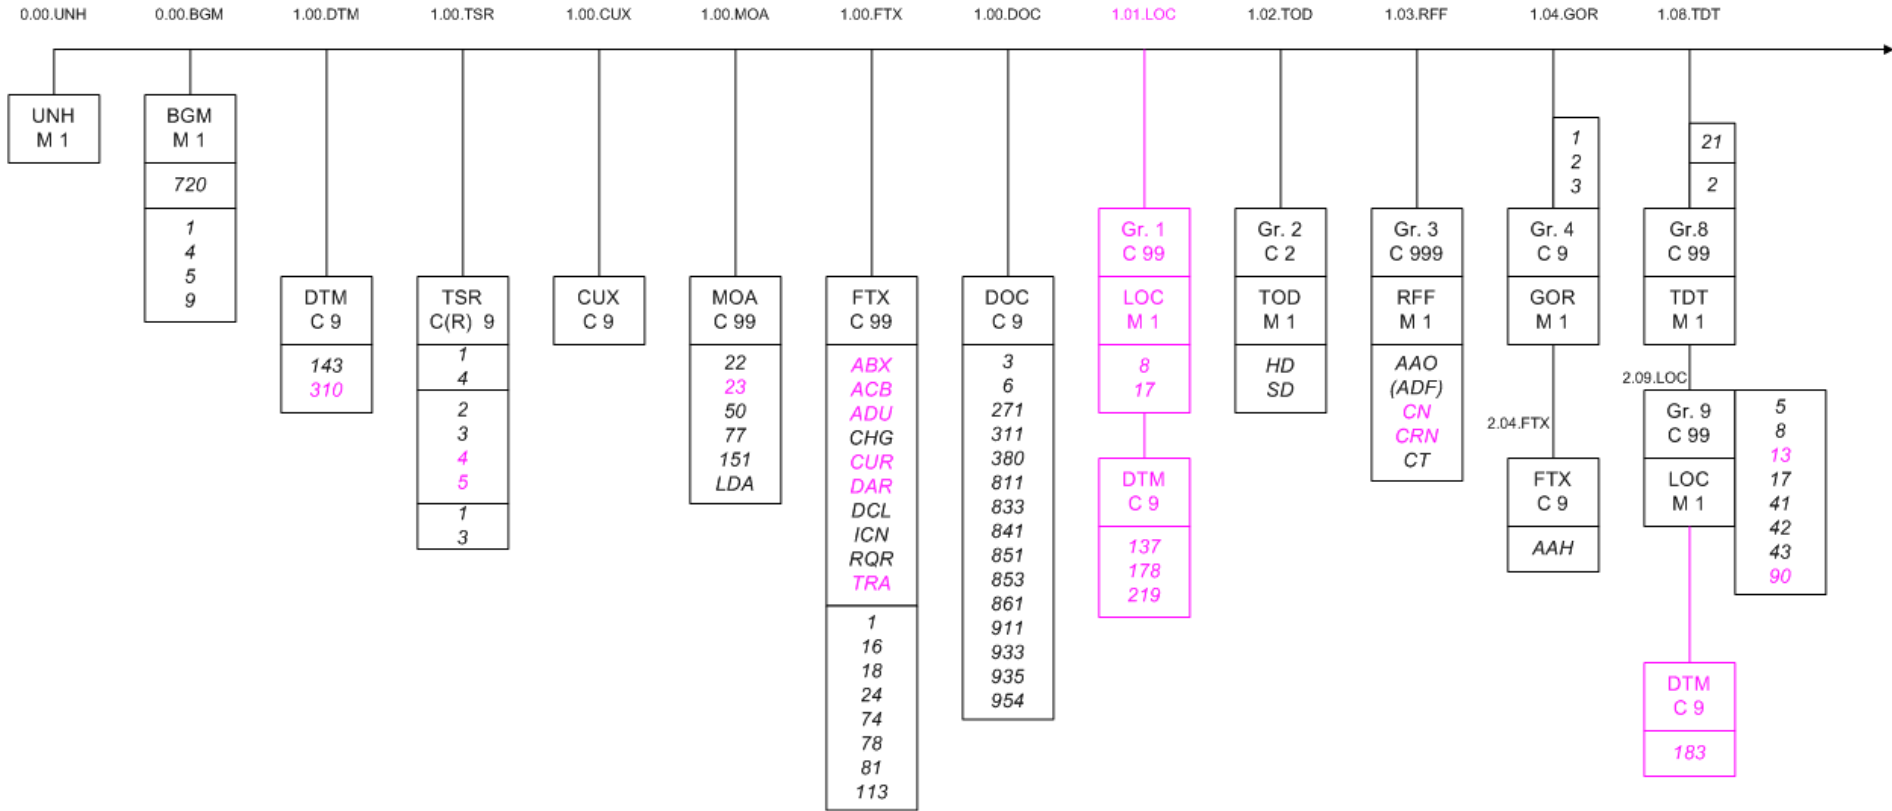 0.00.UNH
0.00.BGM
1.00.DTM
1.00.TSR
1.00.CUX
1.00.MOA
1.00.FTX
1.00.DOC
1.01.LOC
1.02.TOD
1.03.RFF
1.04.GOR
1.08.TDT
UNH
M 1
BGM
M 1
720
1
4
5
9
DTM
C 9
143
310
TSR
C(R) 9
1
4
2
3
4
5
1
3
CUX
C 9
MOA
C 99
22
23
50
77
151
LDA
FTX
C 99
ABX
ACB
ADU
CHG
CUR
DAR
DCL
ICN
RQR
TRA
1
16
18
24
74
78
81
113
DOC
C 9
3
6
271
311
380
811
833
841
851
853
861
911
933
935
954
Gr. 1
C 99
LOC
M 1
8
17
DTM
C 9
137
178
219
Gr. 2
C 2
TOD
M 1
HD
SD
Gr. 3
C 999
RFF
M 1
AAO
(ADF)
CN
CRN
CT
1
2
3
Gr. 4
C 9
GOR
M 1
2.04.FTX
FTX
C 9
AAH
21
2
Gr.8
C 99
TDT
M 1
2.09.LOC
Gr. 9
C 99
LOC
M 1
5
8
13
17
41
42
43
90
DTM
C 9
183